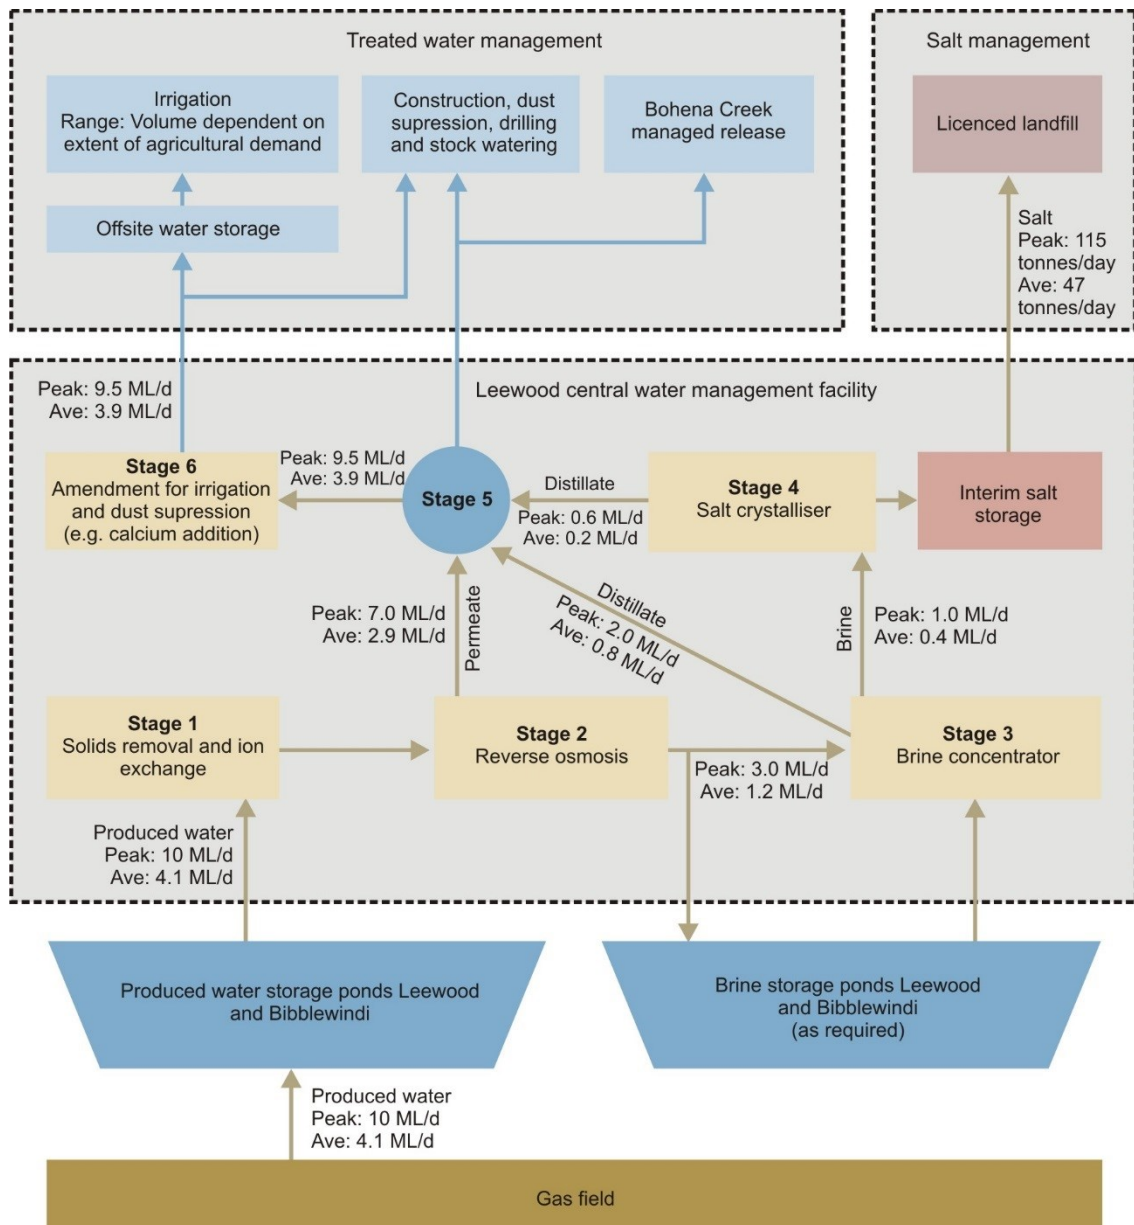 Treated water management
Salt management
Irrigation
Range: Volume dependent on
extent of agricultural demand
Construction, dust
supression, drilling
and stock watering
Bohena Creek
managed release
Licenced landfill
Offsite water storage
Salt
Peak: 115
tonnes/day
Ave: 47
tonnes/day
Peak: 9.5 ML/d
Ave: 3.9 ML/d
Leewood central water management facility
Stage 6
Amendment for irrigation
and dust supression
(e.g. calcium addition)
Peak: 9.5 ML/d
Ave: 3.9 ML/d
Stage 5
Distillate
Peak: 0.6 ML/d
Ave: 0.2 ML/d
Stage 4
Salt crystalliser
Interim salt
storage
Peak: 7.0 ML/d
Ave: 2.9 ML/d
Permeate
Distillate
Peak: 2.0 ML/d
Ave: 0.8 ML/d
Brine
Peak: 1.0 ML/d
Ave: 0.4 ML/d
Stage 1
Solids removal and ion
exchange
Stage 2
Reverse osmosis
Peak: 3.0 ML/d
Ave: 1.2 ML/d
Stage 3
Brine concentrator
Produced water
Peak: 10 ML/d
Ave: 4.1 ML/d
Produced water storage ponds Leewood
and Bibblewindi
Brine storage ponds Leewood
and Bibblewindi
(as required)
Produced water
Peak: 10 ML/d
Ave: 4.1 ML/d
Gas field